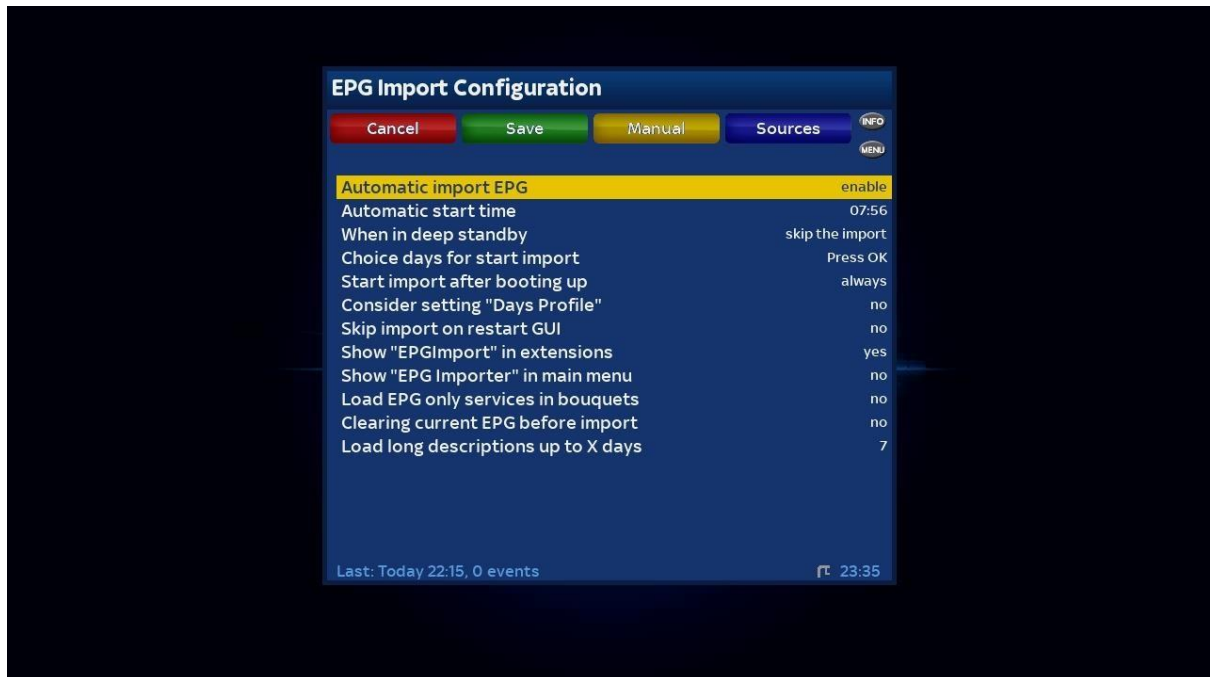 EPG Import Configuration
Cancel Save Manual Sources INFO
MENU
Automatic import EPG enable
Automatic start time 07:56
When in deep standby skip the import
Choice days for start import Press OK
Start import after booting up always
Consider setting "Days Profile" no
Skip import on restart GUI no
Show "EPGImport" in extensions yes
Show "EPG Importer" in main menu no
Load EPG only services in bouquets no
Clearing current EPG before import no
Load long descriptions up to X days 7
Last: Today 22:15, 0 events 23:35